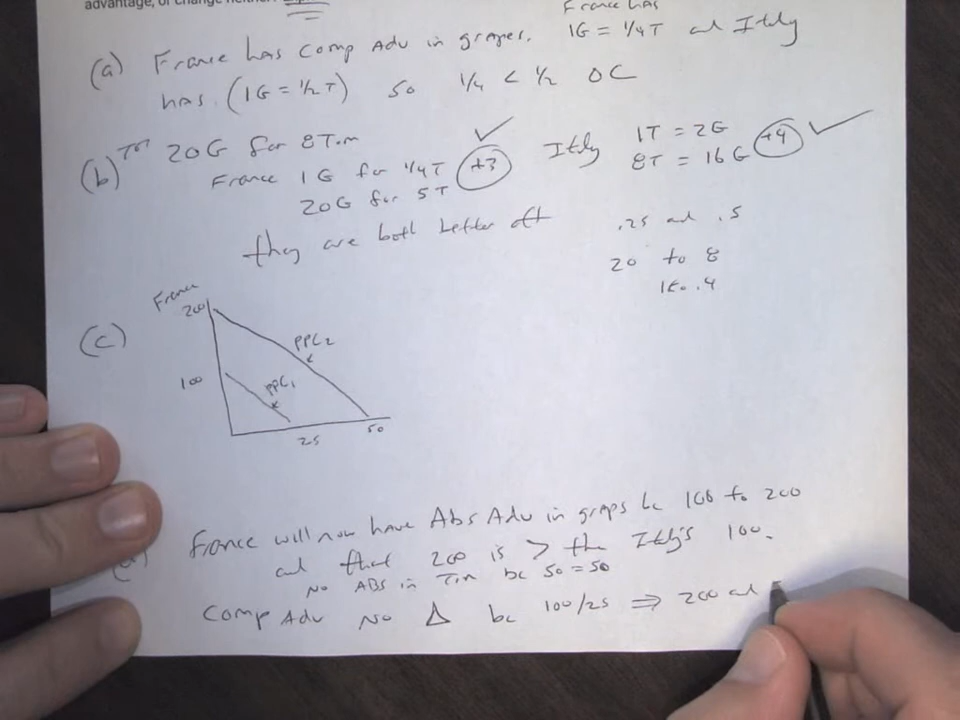 advantage, or change neither.
(a) France has Comp Adv in grapes. France has
1G = 1/4T and Italy
has (1G = 1/2T) so 1/4 < 1/2 OC
(b) TOT 20G for 8Tom
France 1G for 1/4T +3
20G for 5T
Italy 1T = 2G
8T = 16G +4
they are both better off
.25 and .5
20 to 8
1 to .4
(c) France
200
100
PPC2
PPC1
25 50
France will now have Abs Adv in grapes bc 100 to 200
and that 200 is > the Italy's 100.
No ABS in Tom bc 50 = 50
Comp Adv No Δ bc 100/25 ⇒ 200 and